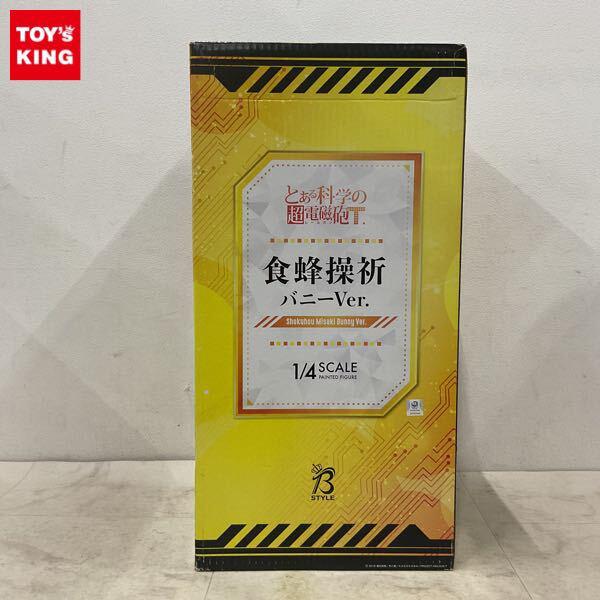 TOY's
KING
とある科学の
超電磁砲T
食蜂操祈
バニーVer.
Shokuhou Misaki Bunny Ver.
1/4 SCALE
PAINTED FIGURE
B
STYLE